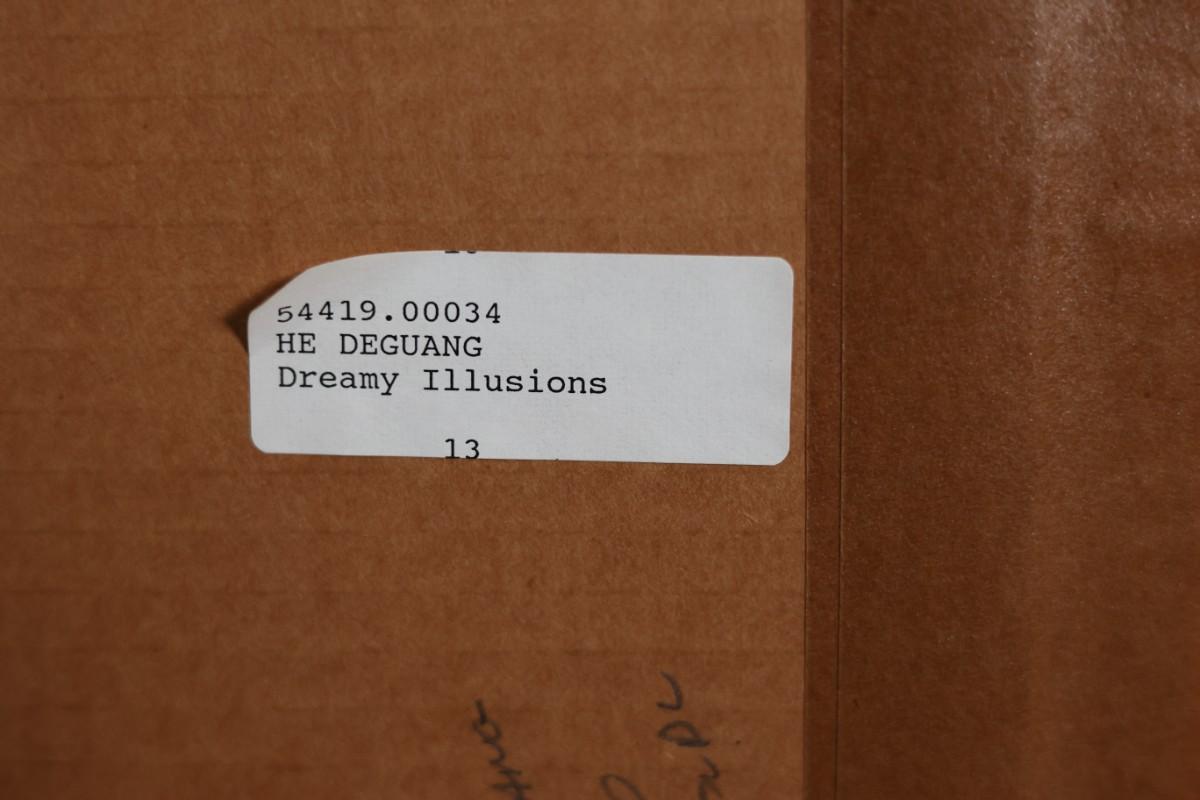 54419.00034
HE DEGUANG
Dreamy Illusions
13